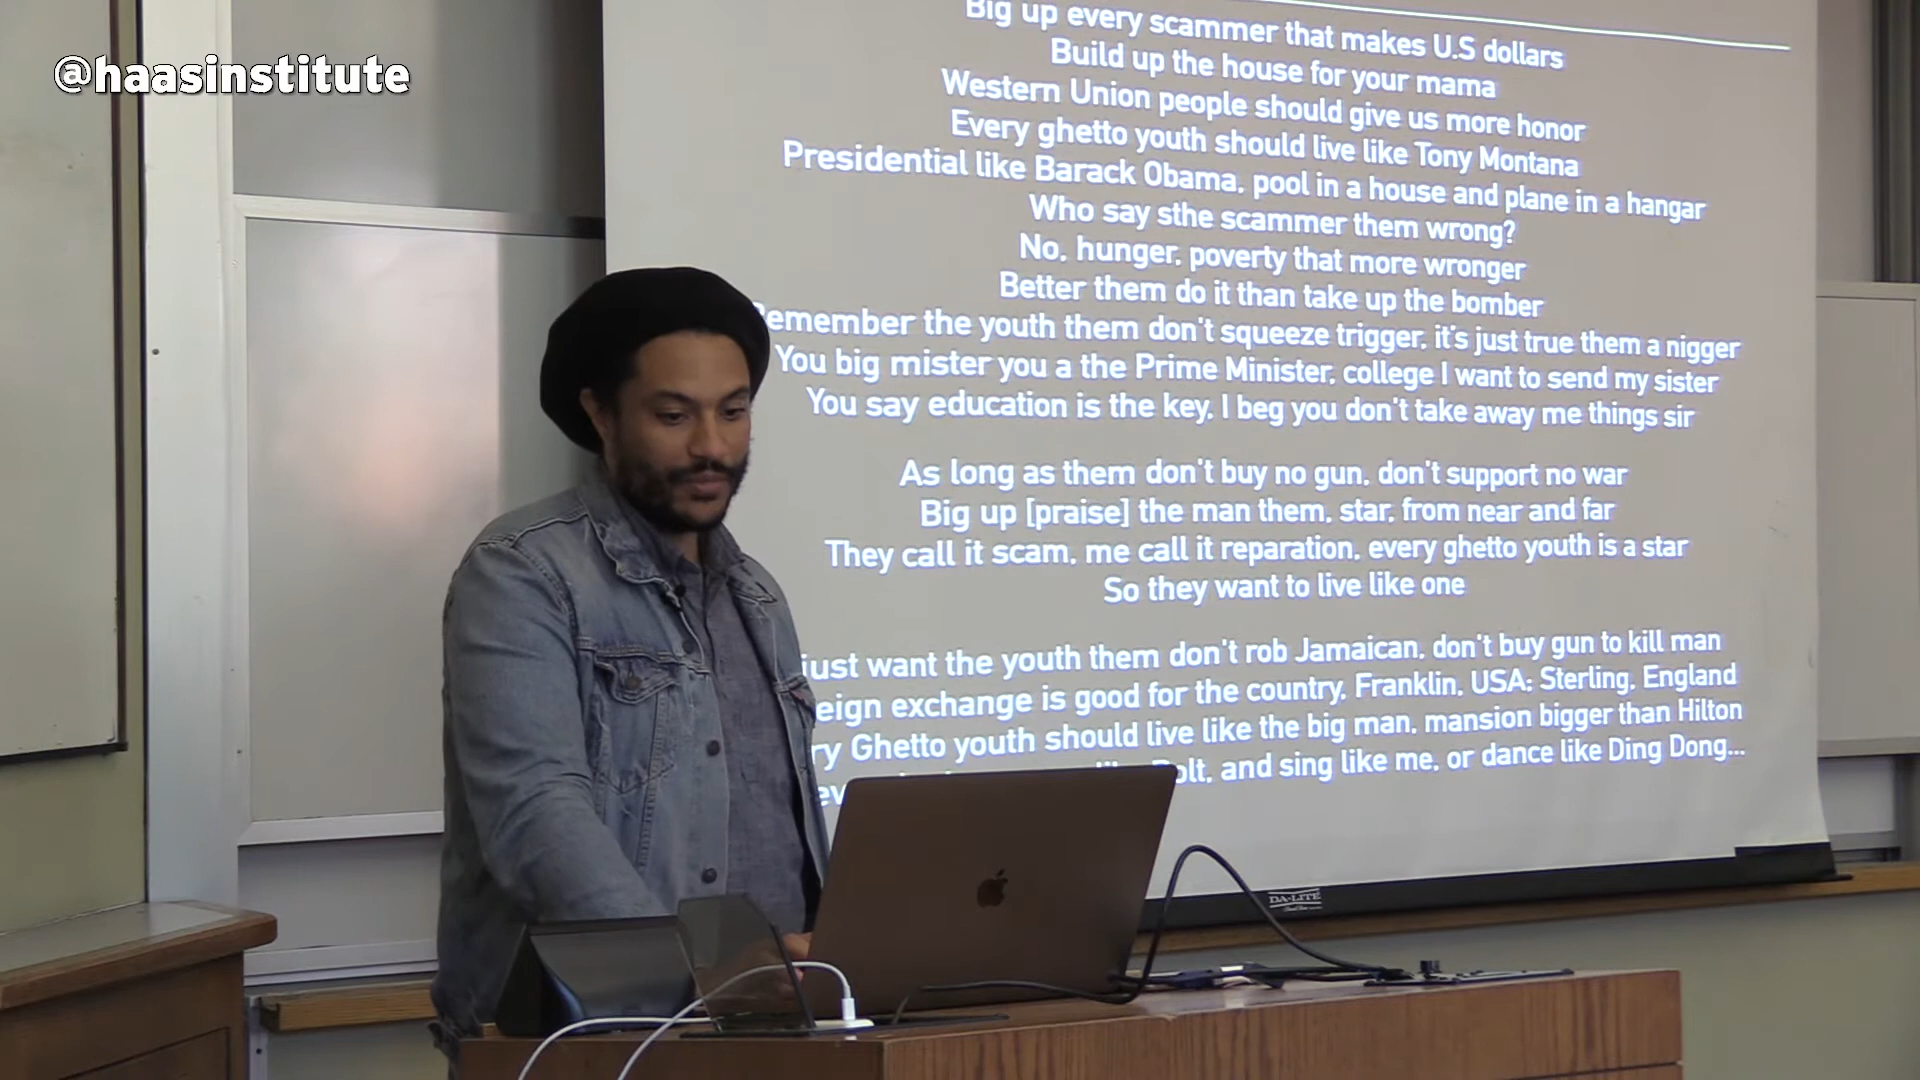 @haasinstitute
Big up every scammer that makes U.S dollars
Build up the house for your mama
Western Union people should give us more honor
Every ghetto youth should live like Tony Montana
Presidential like Barack Obama, pool in a house and plane in a hangar
Who say sthe scammer them wrong?
No, hunger, poverty that more wronger
Better them do it than take up the bomber
Remember the youth them don't squeeze trigger, it's just true them a nigger
You big mister you a the Prime Minister, college I want to send my sister
You say education is the key, I beg you don't take away me things sir
As long as them don't buy no gun, don't support no war
Big up [praise] the man them, star, from near and far
They call it scam, me call it reparation, every ghetto youth is a star
So they want to live like one
just want the youth them don't rob Jamaican, don't buy gun to kill man
eign exchange is good for the country, Franklin, USA; Sterling, England
ry Ghetto youth should live like the big man, mansion bigger than Hilton
Bolt, and sing like me, or dance like Ding Dong...
DA-LITE